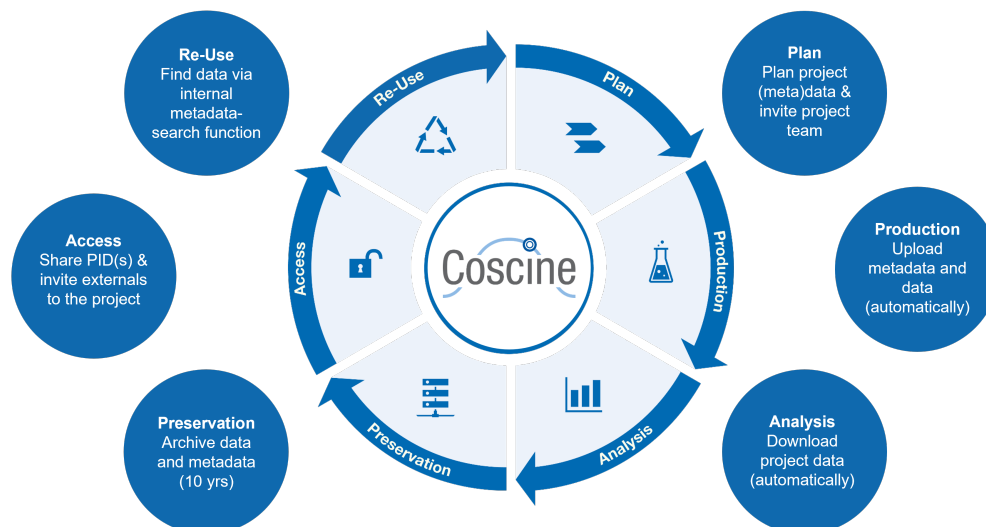 Re-Use
Find data via
internal
metadata-
search function
Plan
Plan project
(meta)data &
invite project
team
Access
Share PID(s) &
invite externals
to the project
Production
Upload
metadata and
data
(automatically)
Preservation
Archive data
and metadata
(10 yrs)
Analysis
Download
project data
(automatically)
Re-Use
Plan
Access
Production
Preservation
Analysis
Coscine